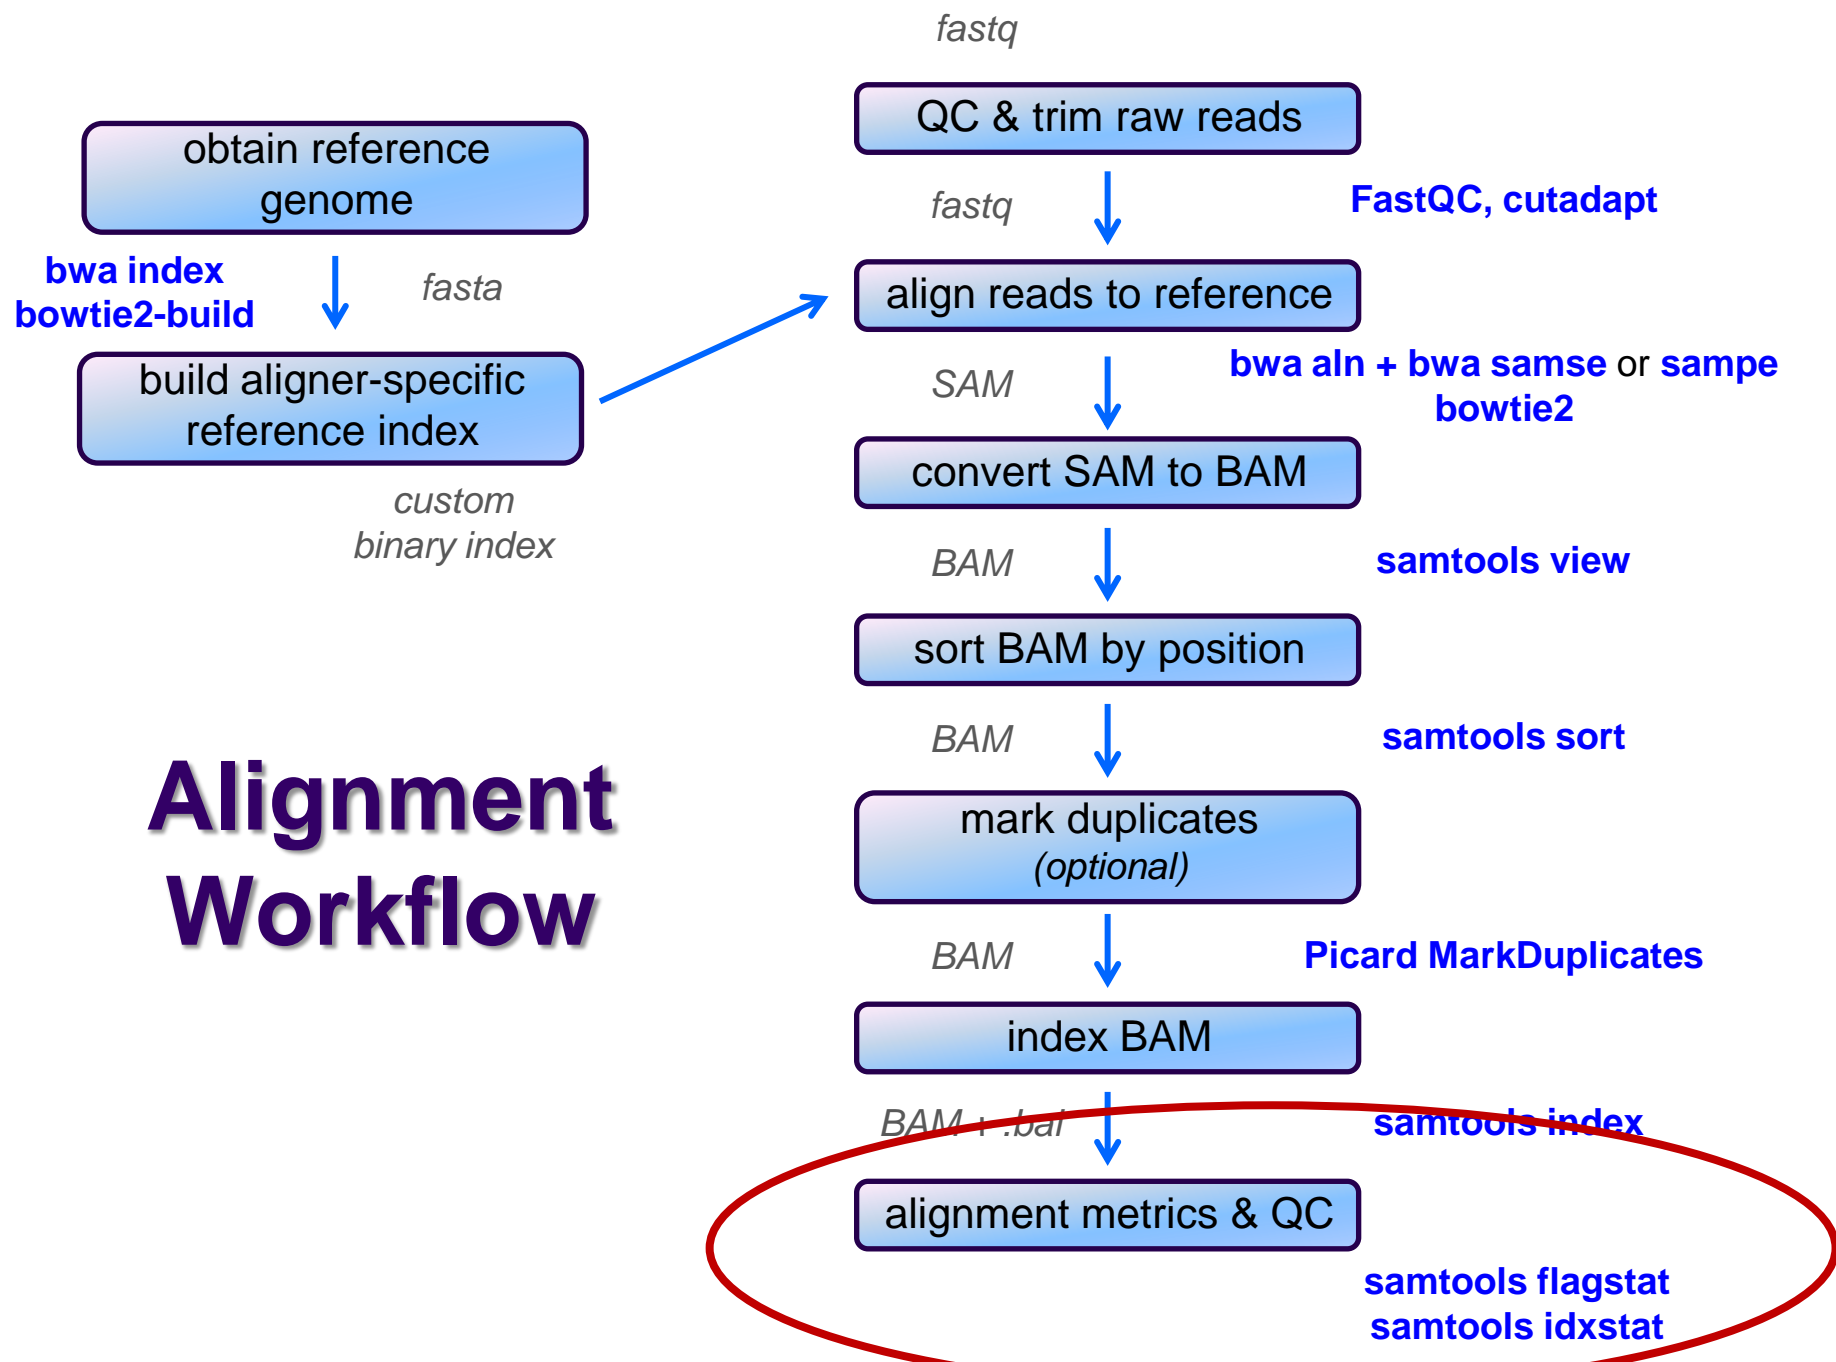 fastq
QC & trim raw reads
obtain reference
genome
fastq
FastQC, cutadapt
bwa index
bowtie2-build
fasta
align reads to reference
build aligner-specific
reference index
SAM
bwa aln + bwa samse or sampe
bowtie2
convert SAM to BAM
custom
binary index
BAM
samtools view
sort BAM by position
BAM
samtools sort
Alignment
Workflow
mark duplicates
(optional)
BAM
Picard MarkDuplicates
index BAM
BAM + .bai
samtools index
alignment metrics & QC
samtools flagstat
samtools idxstat